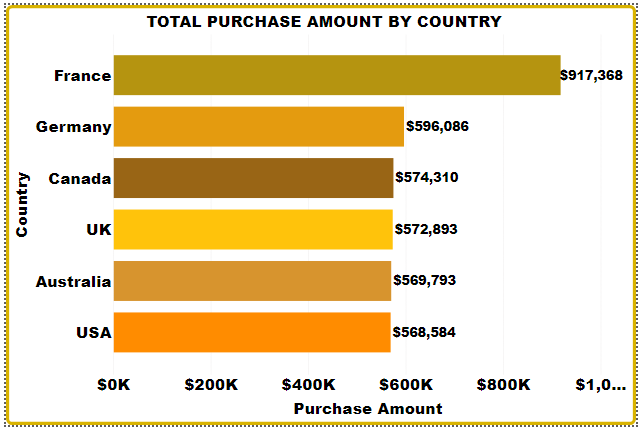 TOTAL PURCHASE AMOUNT BY COUNTRY
France $917,368
Germany $596,086
Canada $574,310
UK $572,893
Australia $569,793
USA $568,584
Country
$0K $200K $400K $600K $800K $1,0...
Purchase Amount